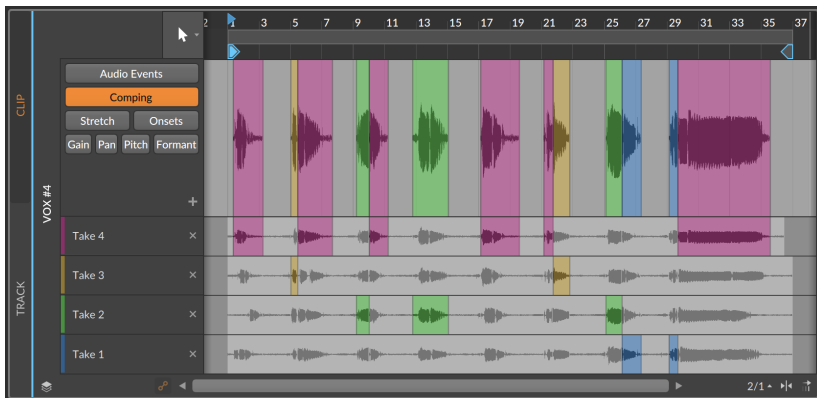 2 1 3 5 7 9 11 13 15 17 19 21 23 25 27 29 31 33 35 37
CLIP
Audio Events
Comping
Stretch Onsets
Gain Pan Pitch Formant
+
VOX #4
Take 4 ×
Take 3 ×
TRACK
Take 2 ×
Take 1 ×
2/1